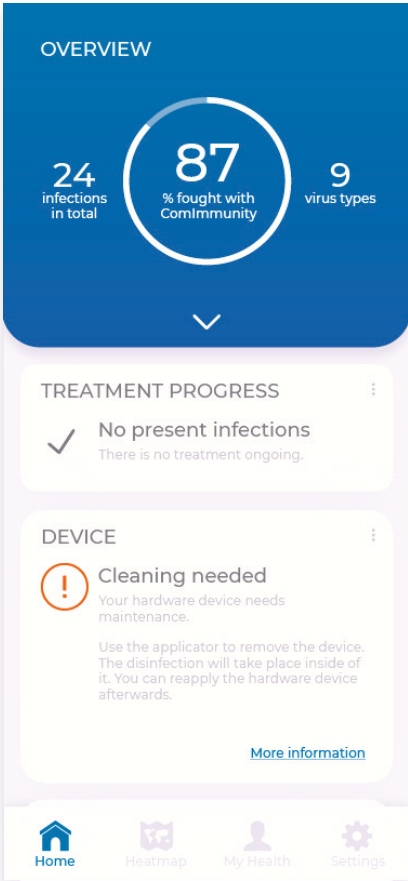 OVERVIEW
24
infections
in total
87
% fought with
ComImmunity
9
virus types
TREATMENT PROGRESS
No present infections
There is no treatment ongoing.
DEVICE
Cleaning needed
Your hardware device needs
maintenance.
Use the applicator to remove the device.
The disinfection will take place inside of
it. You can reapply the hardware device
afterwards.
More information
Home
Heatmap
My Health
Settings